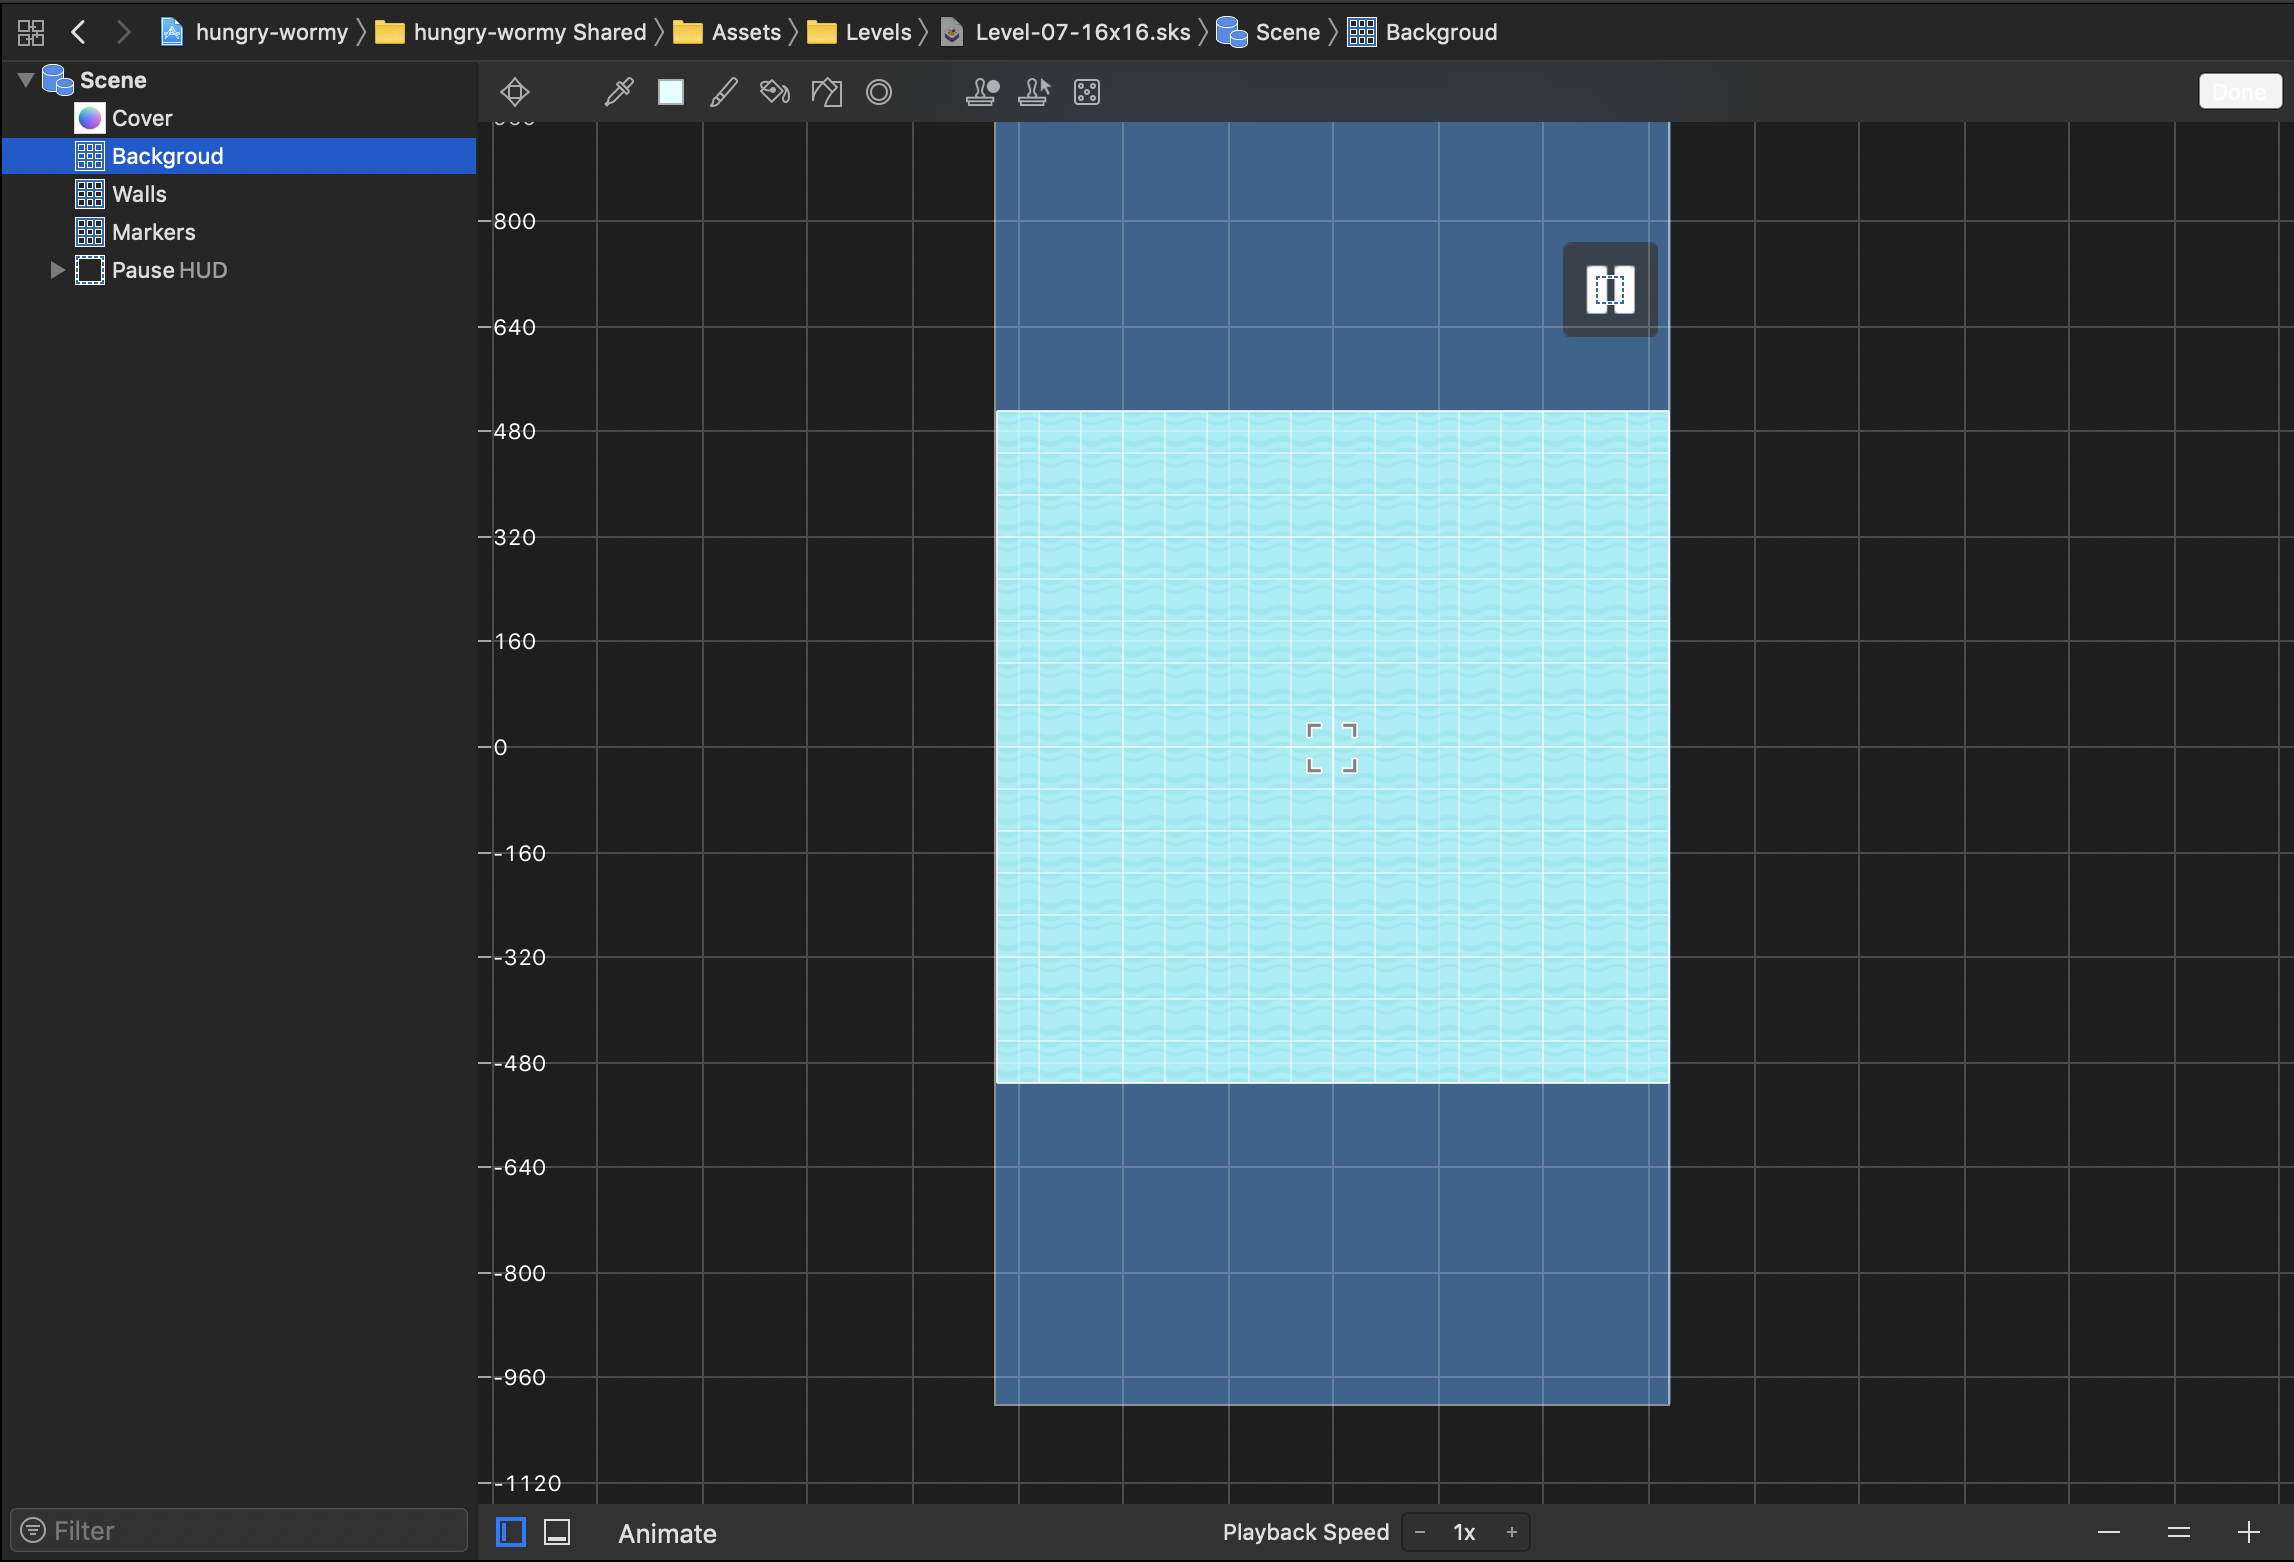 hungry-wormy hungry-wormy Shared Assets Levels Level-07-16x16.sks Scene Backgroud
Scene
Cover
Backgroud
Walls
Markers
Pause HUD
Done
800
640
480
320
160
0
-160
-320
-480
-640
-800
-960
-1120
Filter
Animate
Playback Speed - 1x +